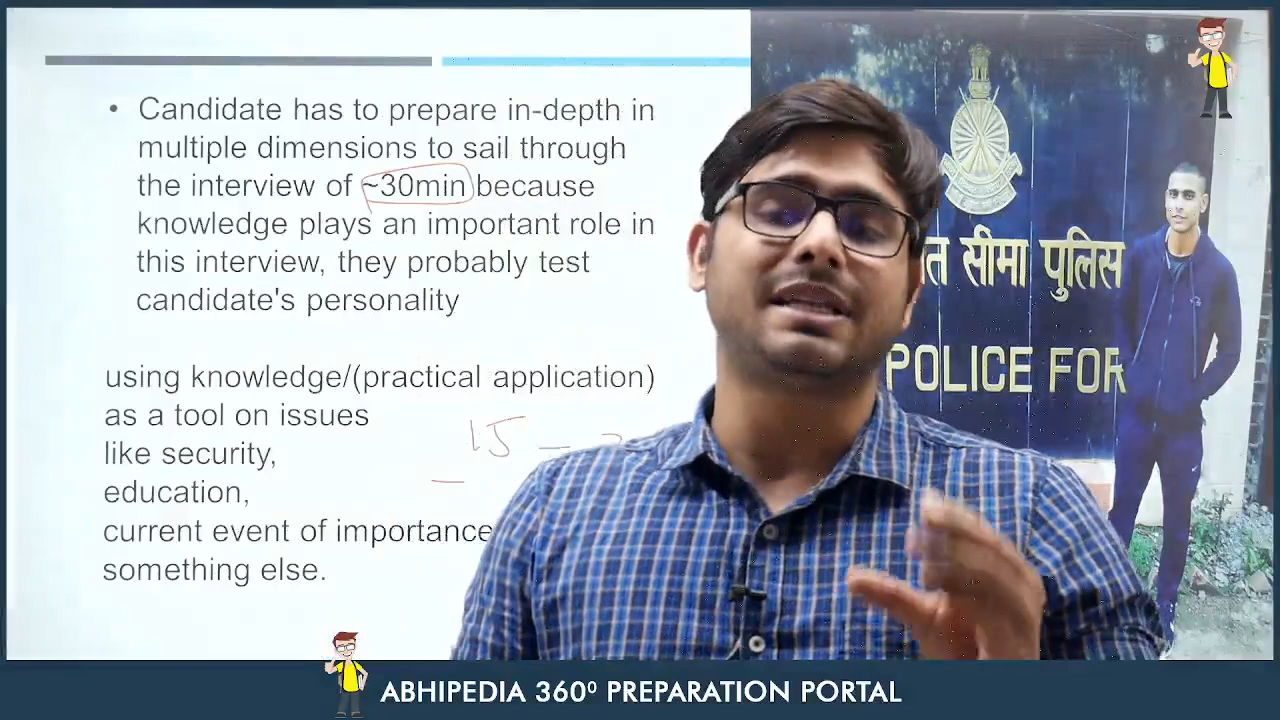 • Candidate has to prepare in-depth in
multiple dimensions to sail through
the interview of ~30min because
knowledge plays an important role in
this interview, they probably test
candidate's personality
using knowledge/(practical application)
as a tool on issues
like security,
education,
current event of importance
something else.
15 –
सीमा पुलिस
POLICE FOR
ABHIPEDIA 360⁰ PREPARATION PORTAL